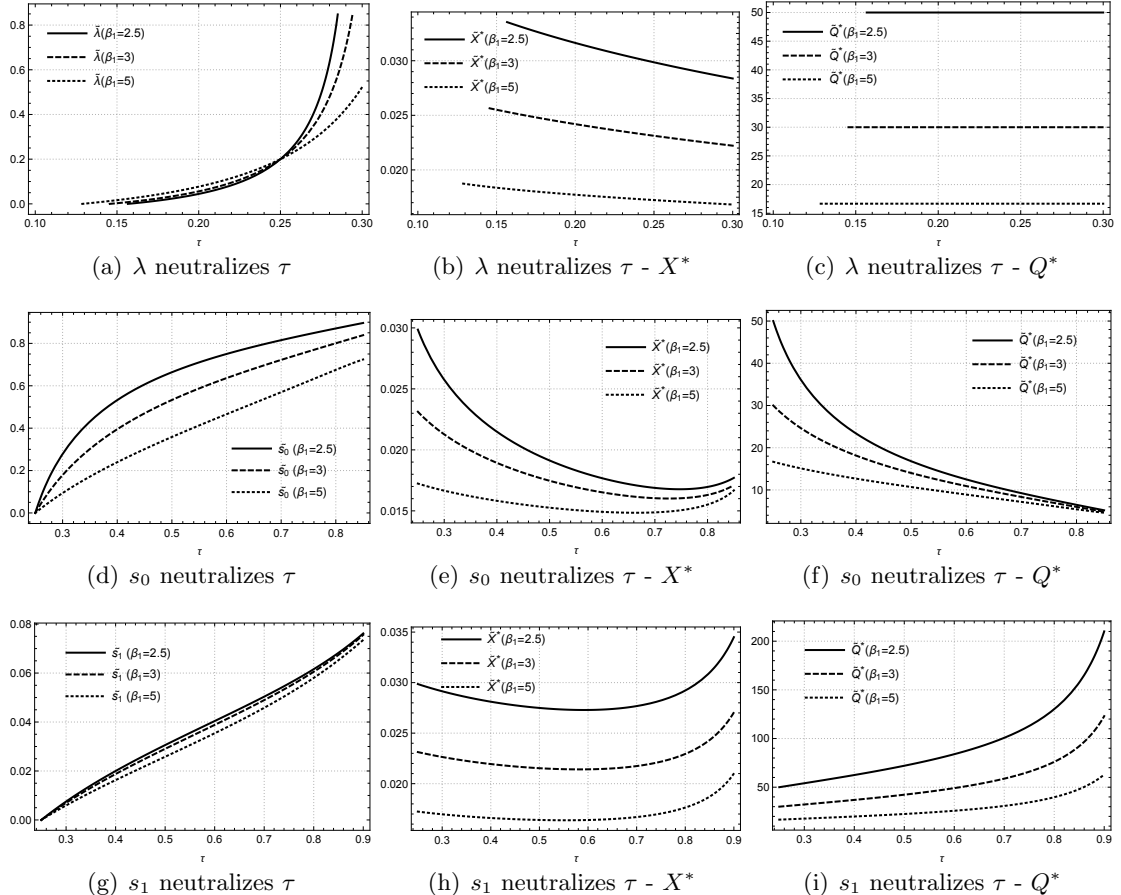 0.8
0.6
0.4
0.2
0.0
λ̄(β₁=2.5)
λ̄(β₁=3)
λ̄(β₁=5)
0.10 0.15 0.20 0.25 0.30
τ
(a) λ neutralizes τ
0.030
0.025
0.020
X̄*(β₁=2.5)
X̄*(β₁=3)
X̄*(β₁=5)
0.10 0.15 0.20 0.25 0.30
τ
(b) λ neutralizes τ - X*
50
45
40
35
30
25
20
15
Q̄*(β₁=2.5)
Q̄*(β₁=3)
Q̄*(β₁=5)
0.10 0.15 0.20 0.25 0.30
τ
(c) λ neutralizes τ - Q*
0.8
0.6
0.4
0.2
0.0
s̄₀ (β₁=2.5)
s̄₀ (β₁=3)
s̄₀ (β₁=5)
0.3 0.4 0.5 0.6 0.7 0.8
τ
(d) s₀ neutralizes τ
0.030
0.025
0.020
0.015
X̄*(β₁=2.5)
X̄*(β₁=3)
X̄*(β₁=5)
0.3 0.4 0.5 0.6 0.7 0.8
τ
(e) s₀ neutralizes τ - X*
50
40
30
20
10
Q̄*(β₁=2.5)
Q̄*(β₁=3)
Q̄*(β₁=5)
0.3 0.4 0.5 0.6 0.7 0.8
τ
(f) s₀ neutralizes τ - Q*
0.08
0.06
0.04
0.02
0.00
s̄₁ (β₁=2.5)
s̄₁ (β₁=3)
s̄₁ (β₁=5)
0.3 0.4 0.5 0.6 0.7 0.8 0.9
τ
(g) s₁ neutralizes τ
0.035
0.030
0.025
0.020
X̄*(β₁=2.5)
X̄*(β₁=3)
X̄*(β₁=5)
0.3 0.4 0.5 0.6 0.7 0.8 0.9
τ
(h) s₁ neutralizes τ - X*
200
150
100
50
Q̄*(β₁=2.5)
Q̄*(β₁=3)
Q̄*(β₁=5)
0.3 0.4 0.5 0.6 0.7 0.8 0.9
τ
(i) s₁ neutralizes τ - Q*